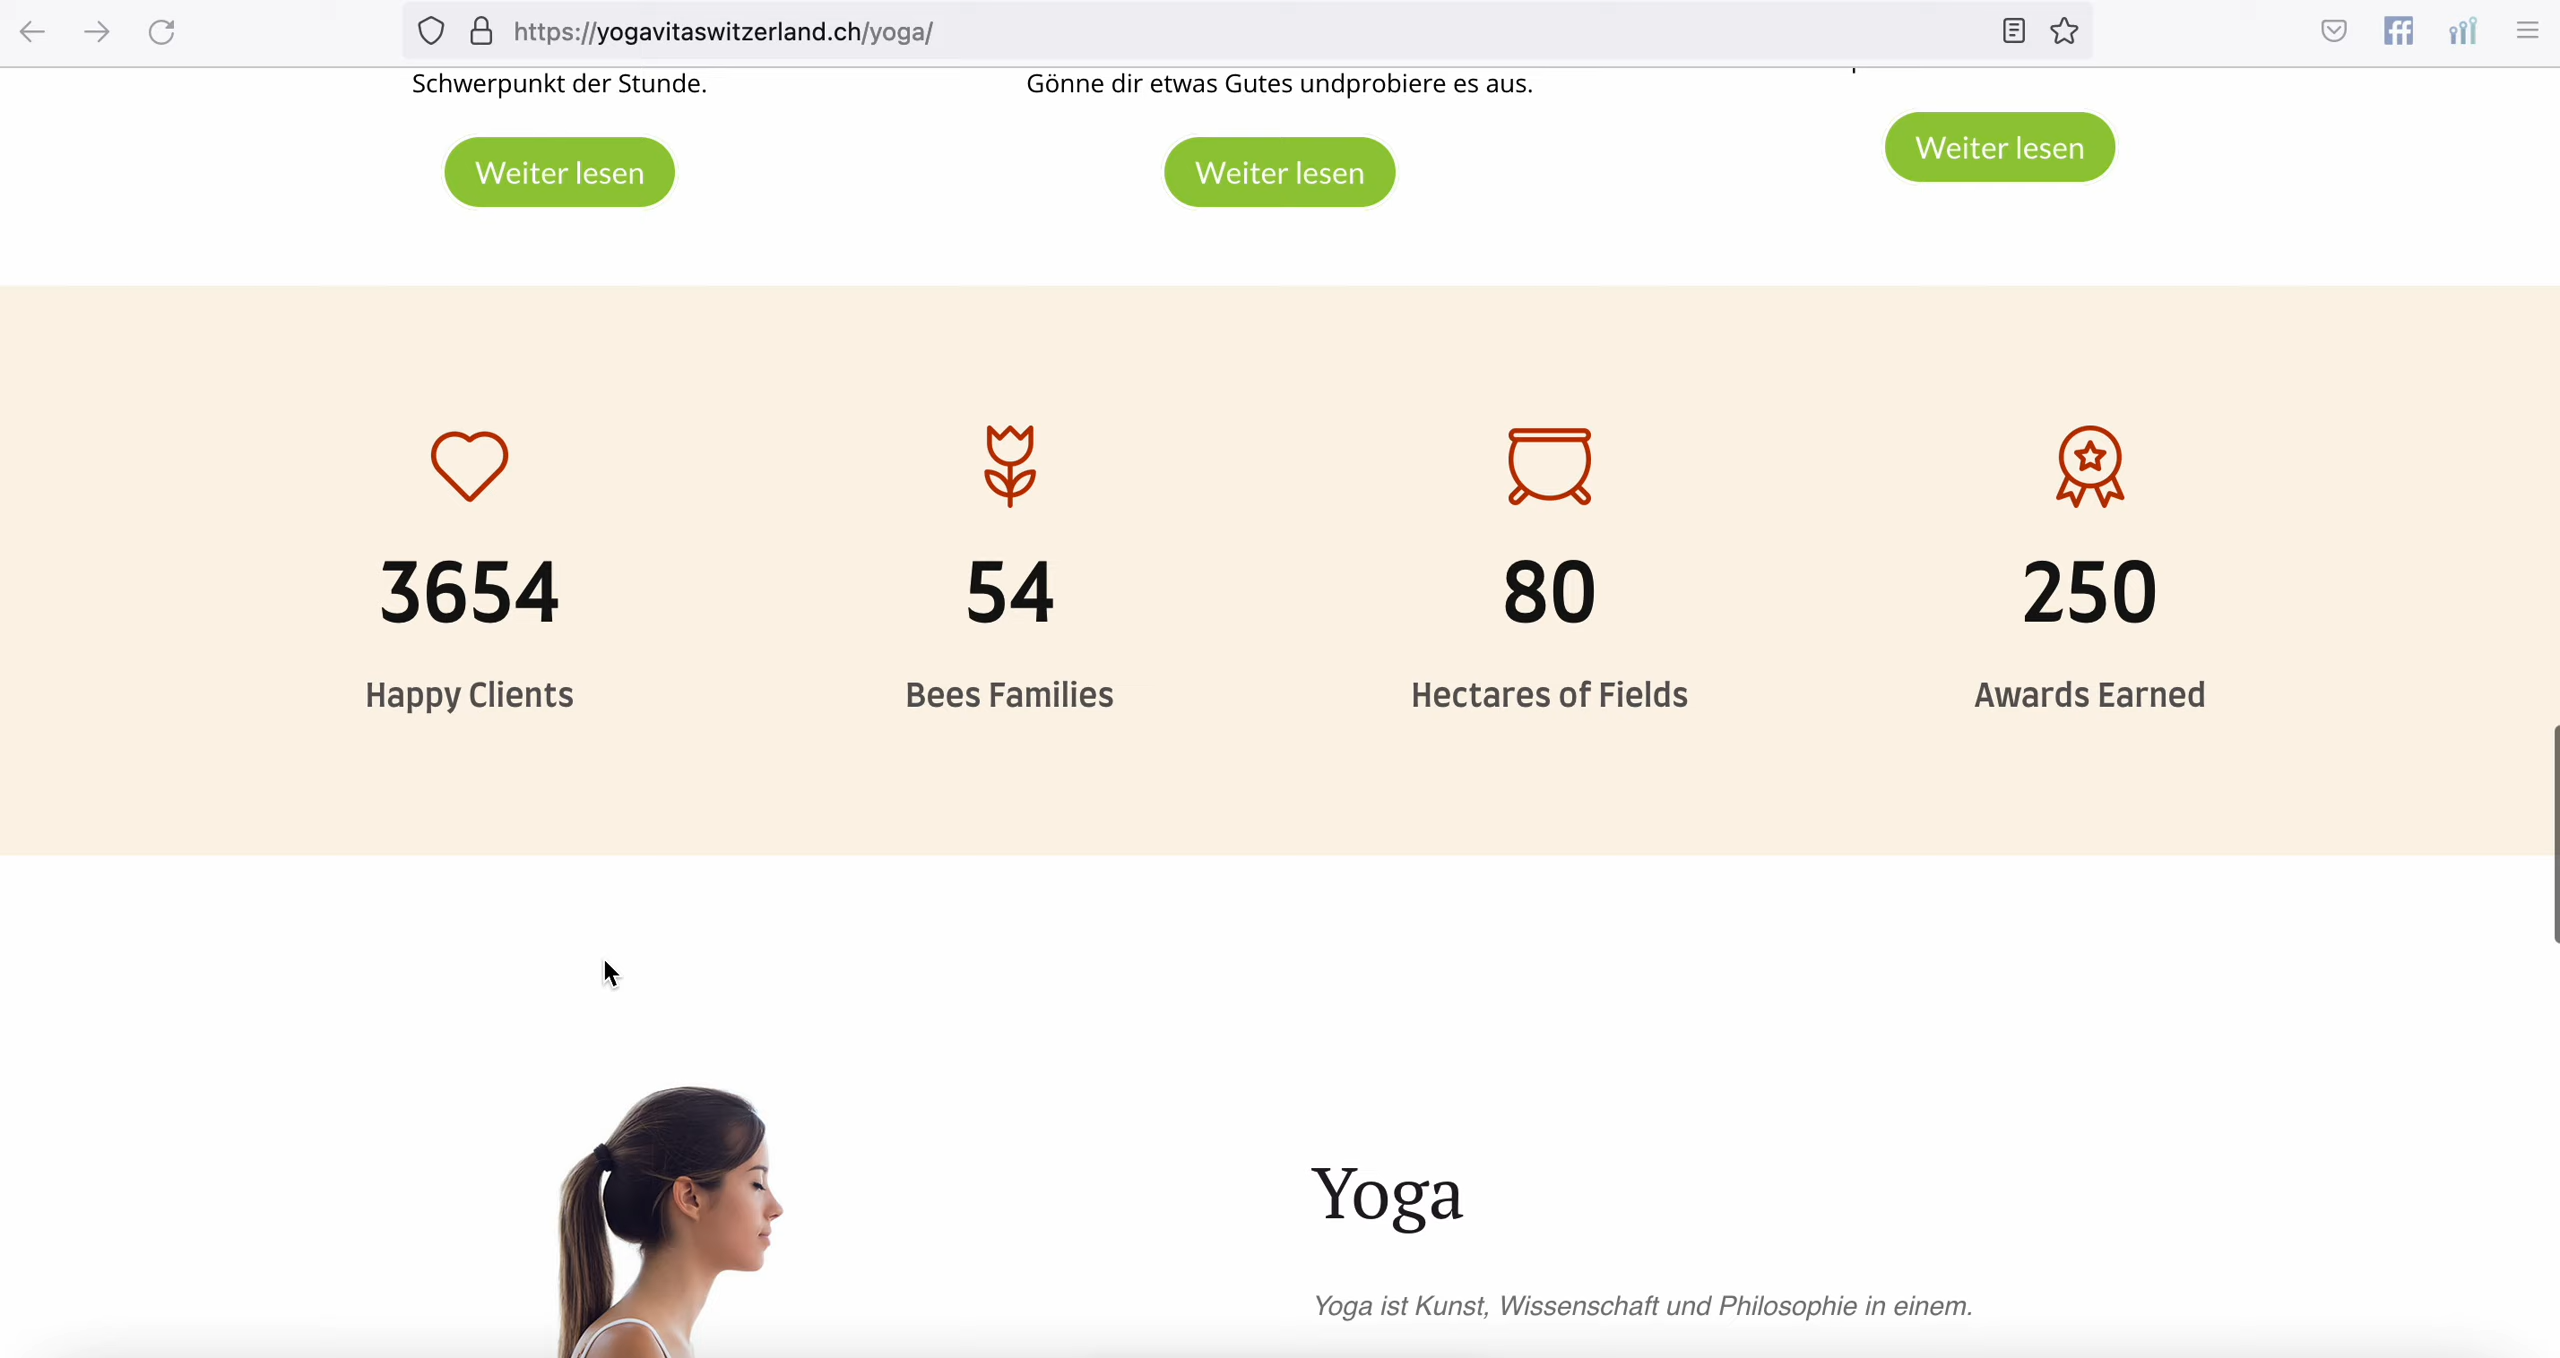 https://yogavitaswitzerland.ch/yoga/
Schwerpunkt der Stunde.
Gönne dir etwas Gutes undprobiere es aus.
Weiter lesen
Weiter lesen
Weiter lesen
3654
54
80
250
Happy Clients
Bees Families
Hectares of Fields
Awards Earned
Yoga
Yoga ist Kunst, Wissenschaft und Philosophie in einem.